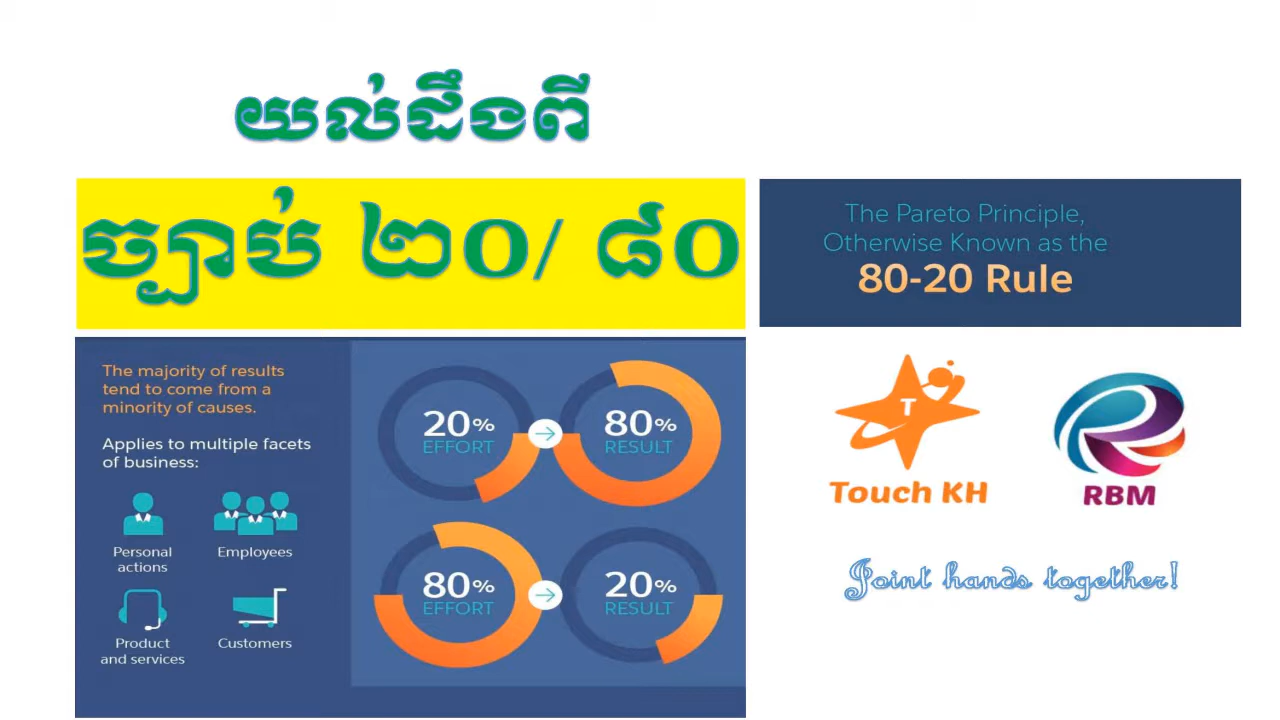 យល់ដឹងពី
ច្បាប់ ២០/ ៨០
The Pareto Principle,
Otherwise Known as the
80-20 Rule
The majority of results
tend to come from a
minority of causes.
Applies to multiple facets
of business:
Personal
actions
Employees
Product
and services
Customers
20%
EFFORT
80%
RESULT
80%
EFFORT
20%
RESULT
T
Touch KH
RBM
Joint hands together!